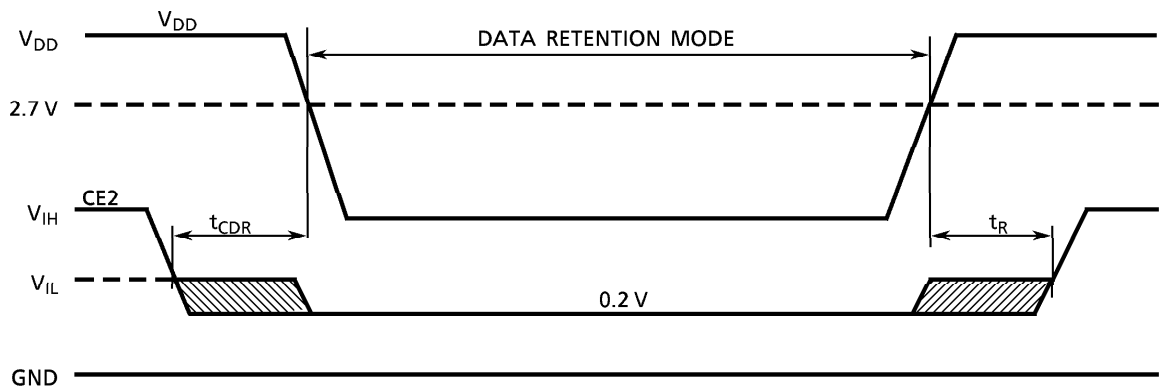 V_DD
V_DD
DATA RETENTION MODE
2.7 V
CE2
V_IH
t_CDR
t_R
V_IL
0.2 V
GND